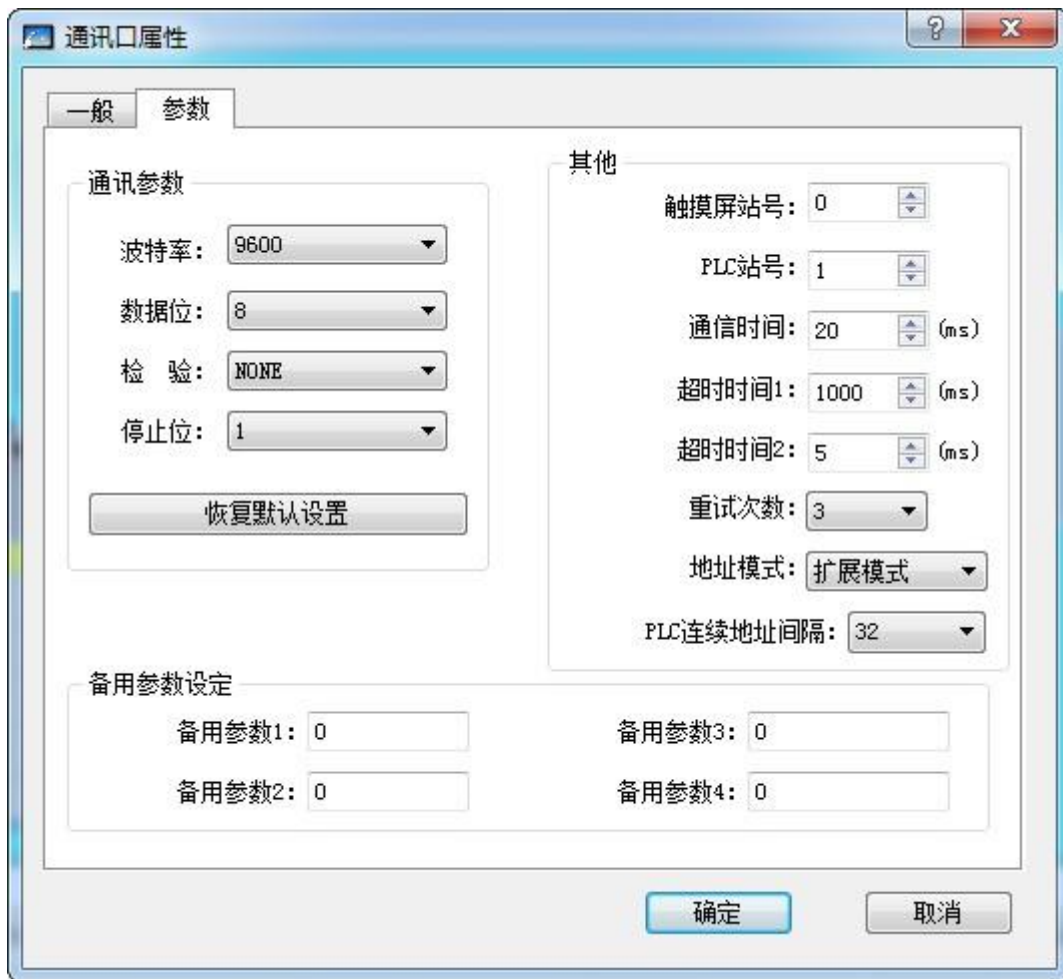 通讯口属性
一般 参数
通讯参数
波特率: 9600
数据位: 8
检 验: NONE
停止位: 1
恢复默认设置
其他
触摸屏站号: 0
PLC站号: 1
通信时间: 20 (ms)
超时时间1: 1000 (ms)
超时时间2: 5 (ms)
重试次数: 3
地址模式: 扩展模式
PLC连续地址间隔: 32
备用参数设定
备用参数1: 0 备用参数3: 0
备用参数2: 0 备用参数4: 0
确定 取消